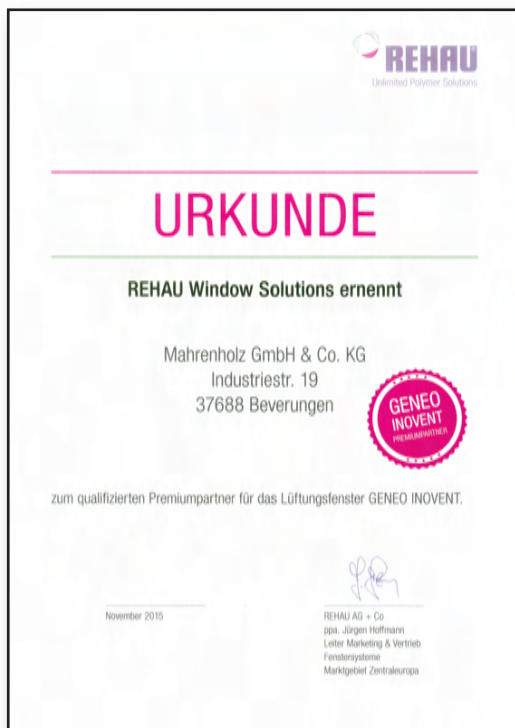 REHAU
Unlimited Polymer Solutions
URKUNDE
REHAU Window Solutions ernennt
Mahrenholz GmbH & Co. KG
Industriestr. 19
37688 Beverungen
GENEO
INOVENT
PREMIUMPARTNER
zum qualifizierten Premiumpartner für das Lüftungsfenster GENEO INOVENT.
November 2015
REHAU AG + Co
ppa. Jürgen Hoffmann
Leiter Marketing & Vertrieb
Fenstersysteme
Marktgebiet Zentraleuropa